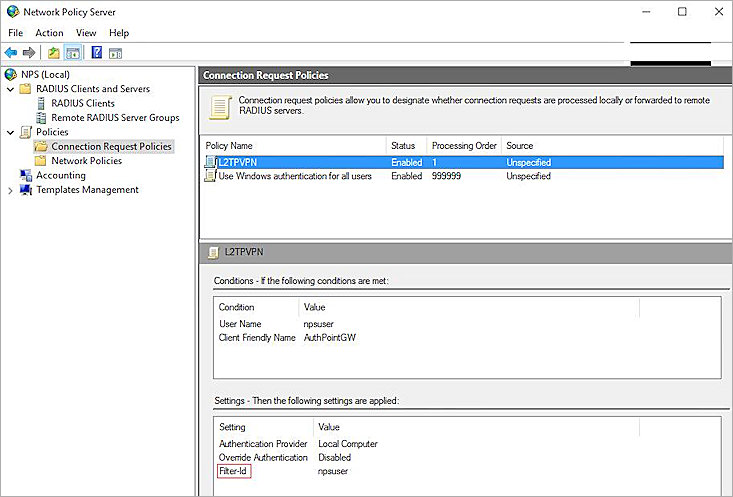 Network Policy Server
File Action View Help
NPS (Local)
RADIUS Clients and Servers
RADIUS Clients
Remote RADIUS Server Groups
Policies
Connection Request Policies
Network Policies
Accounting
Templates Management
Connection Request Policies
Connection request policies allow you to designate whether connection requests are processed locally or forwarded to remote
RADIUS servers.
Policy Name Status Processing Order Source
L2TPVPN Enabled 1 Unspecified
Use Windows authentication for all users Enabled 999999 Unspecified
L2TPVPN
Conditions - If the following conditions are met:
Condition Value
User Name npsuser
Client Friendly Name AuthPointGW
Settings - Then the following settings are applied:
Setting Value
Authentication Provider Local Computer
Override Authentication Disabled
Filter-Id npsuser